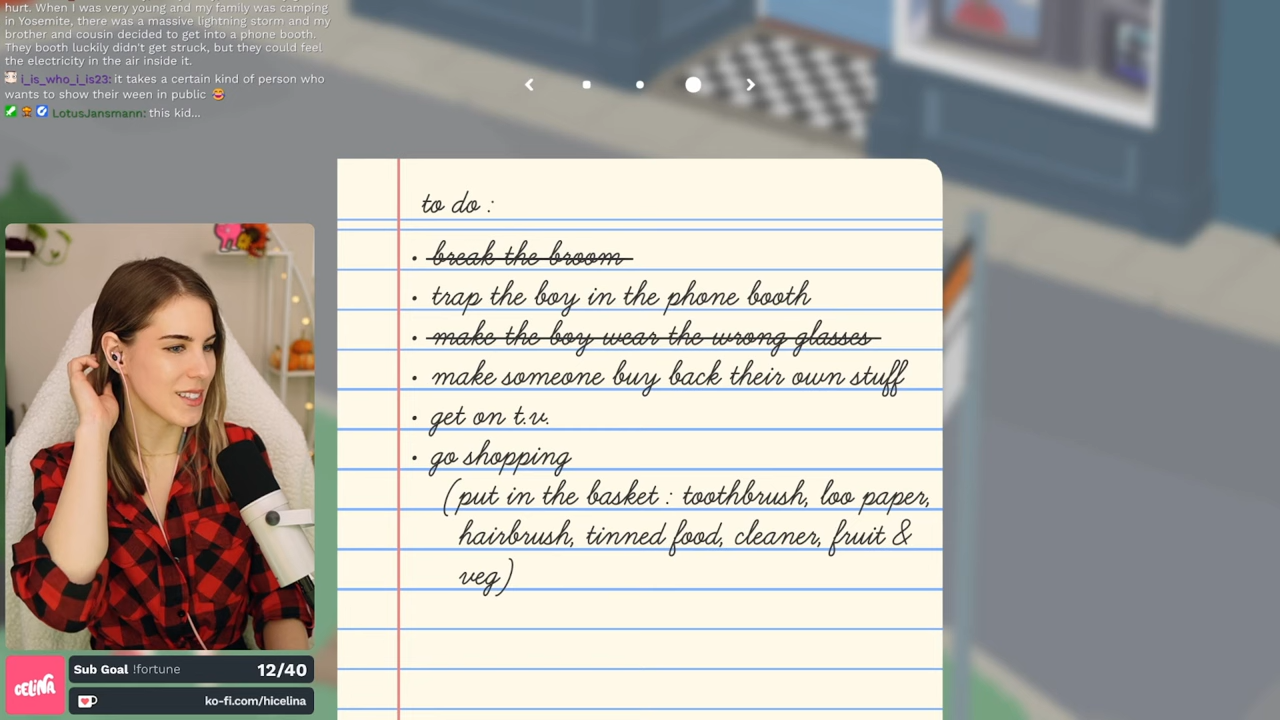 hurt. When I was very young and my family was camping
in Yosemite, there was a massive lightning storm and my
brother and cousin decided to get into a phone booth.
They booth luckily didn't get struck, but they could feel
the electricity in the air inside it.
i_is_who_i_is23: it takes a certain kind of person who
wants to show their ween in public
LotusJansmann: this kid...
to do :
• break the broom
• trap the boy in the phone booth
• make the boy wear the wrong glasses
• make someone buy back their own stuff
• get on t.v.
• go shopping
(put in the basket : toothbrush, loo paper,
hairbrush, tinned food, cleaner, fruit &
veg)
CELINA
Sub Goal !fortune 12/40
ko-fi.com/hicelina